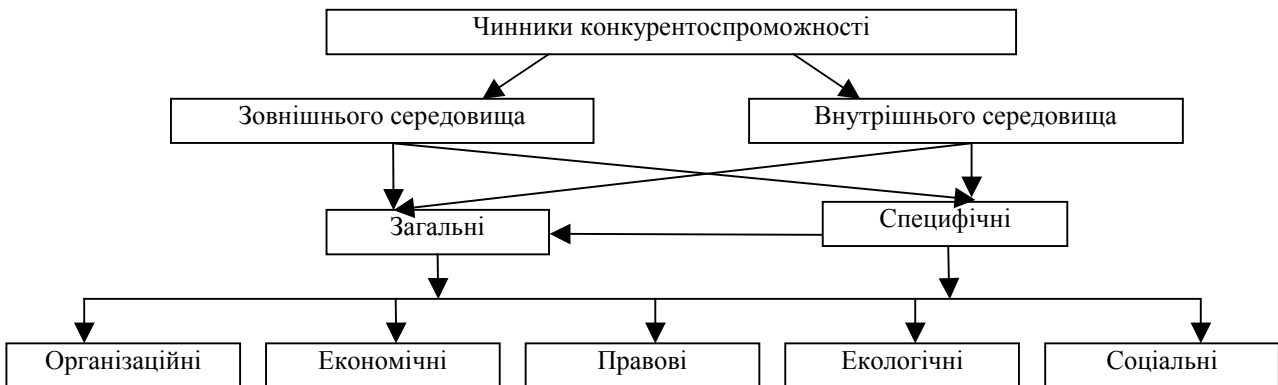 Чинники конкурентоспроможності
Зовнішнього середовища
Внутрішнього середовища
Загальні
Специфічні
Організаційні
Економічні
Правові
Екологічні
Соціальні